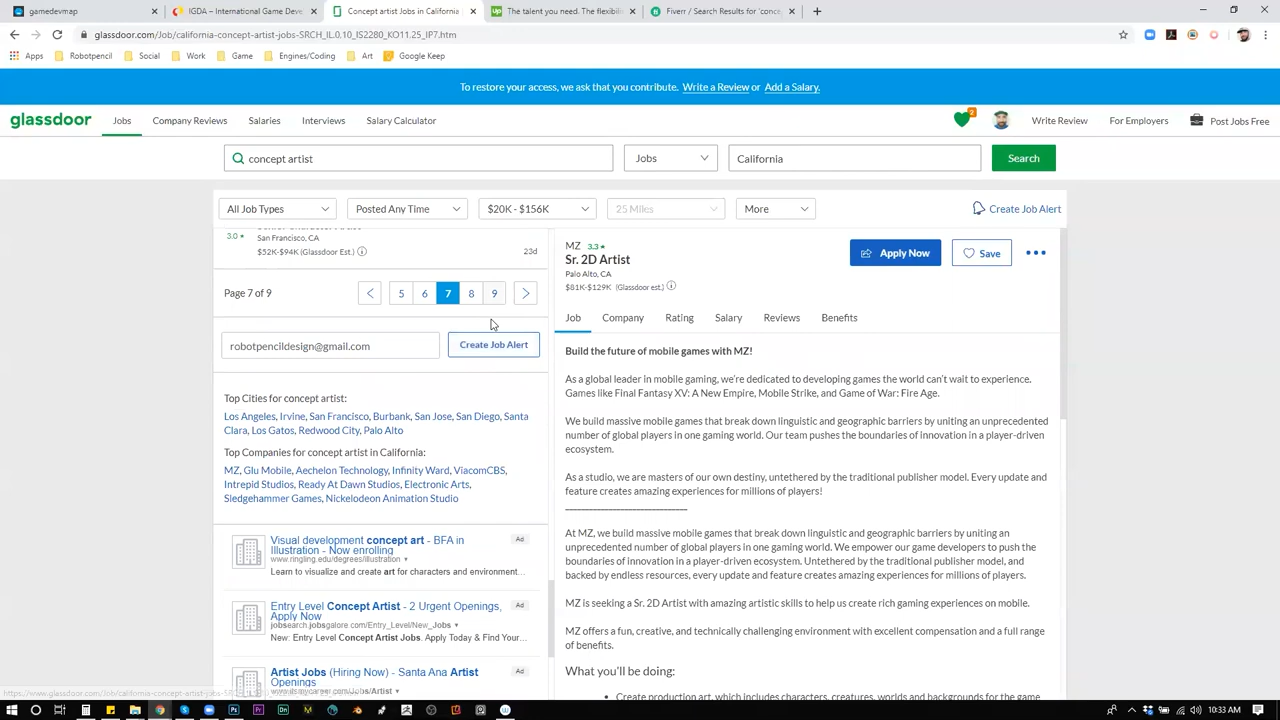 gamedevmap
IGDA – International Game Deve
Concept artist Jobs in California
Up The talent you need. The flexibili
Fiverr / Search Results for 'conce
glassdoor.com/Job/california-concept-artist-jobs-SRCH_IL.0,10_IS2280_KO11,25_IP7.htm
Apps Robotpencil Social Work Game Engines/Coding Art Google Keep
To restore your access, we ask that you contribute. Write a Review or Add a Salary.
glassdoor Jobs Company Reviews Salaries Interviews Salary Calculator 2 Write Review For Employers Post Jobs Free
concept artist Jobs California Search
All Job Types Posted Any Time $20K - $156K 25 Miles More Create Job Alert
3.0 ★
San Francisco, CA
$52K-$94K (Glassdoor Est.) 23d
Page 7 of 9 5 6 7 8 9
robotpencildesign@gmail.com Create Job Alert
Top Cities for concept artist:
Los Angeles, Irvine, San Francisco, Burbank, San Jose, San Diego, Santa
Clara, Los Gatos, Redwood City, Palo Alto
Top Companies for concept artist in California:
MZ, Glu Mobile, Aechelon Technology, Infinity Ward, ViacomCBS,
Intrepid Studios, Ready At Dawn Studios, Electronic Arts,
Sledgehammer Games, Nickelodeon Animation Studio
Visual development concept art - BFA in
Illustration - Now enrolling
Ad
www.ringling.edu/degrees/illustration
Learn to visualize and create art for characters and environment...
Entry Level Concept Artist - 2 Urgent Openings,
Apply Now
Ad
jobsearch.jobsgalore.com/Entry_Level/New_Jobs
New: Entry Level Concept Artist Jobs. Apply Today & Find Your...
Artist Jobs (Hiring Now) - Santa Ana Artist
Openings
Ad
MZ 3.3 ★
Sr. 2D Artist
Palo Alto, CA
$81K-$129K (Glassdoor est.)
Apply Now Save
Job Company Rating Salary Reviews Benefits
Build the future of mobile games with MZ!
As a global leader in mobile gaming, we're dedicated to developing games the world can't wait to experience.
Games like Final Fantasy XV: A New Empire, Mobile Strike, and Game of War: Fire Age.
We build massive mobile games that break down linguistic and geographic barriers by uniting an unprecedented
number of global players in one gaming world. Our team pushes the boundaries of innovation in a player-driven
ecosystem.
As a studio, we are masters of our own destiny, untethered by the traditional publisher model. Every update and
feature creates amazing experiences for millions of players!
At MZ, we build massive mobile games that break down linguistic and geographic barriers by uniting an
unprecedented number of global players in one gaming world. We empower our game developers to push the
boundaries of innovation in a player-driven ecosystem. Untethered by the traditional publisher model, and
backed by endless resources, every update and feature creates amazing experiences for millions of players.
MZ is seeking a Sr. 2D Artist with amazing artistic skills to help us create rich gaming experiences on mobile.
MZ offers a fun, creative, and technically challenging environment with excellent compensation and a full range
of benefits.
What you'll be doing:
• Create production art, which includes characters, creatures, worlds and backgrounds for the game
10:33 AM